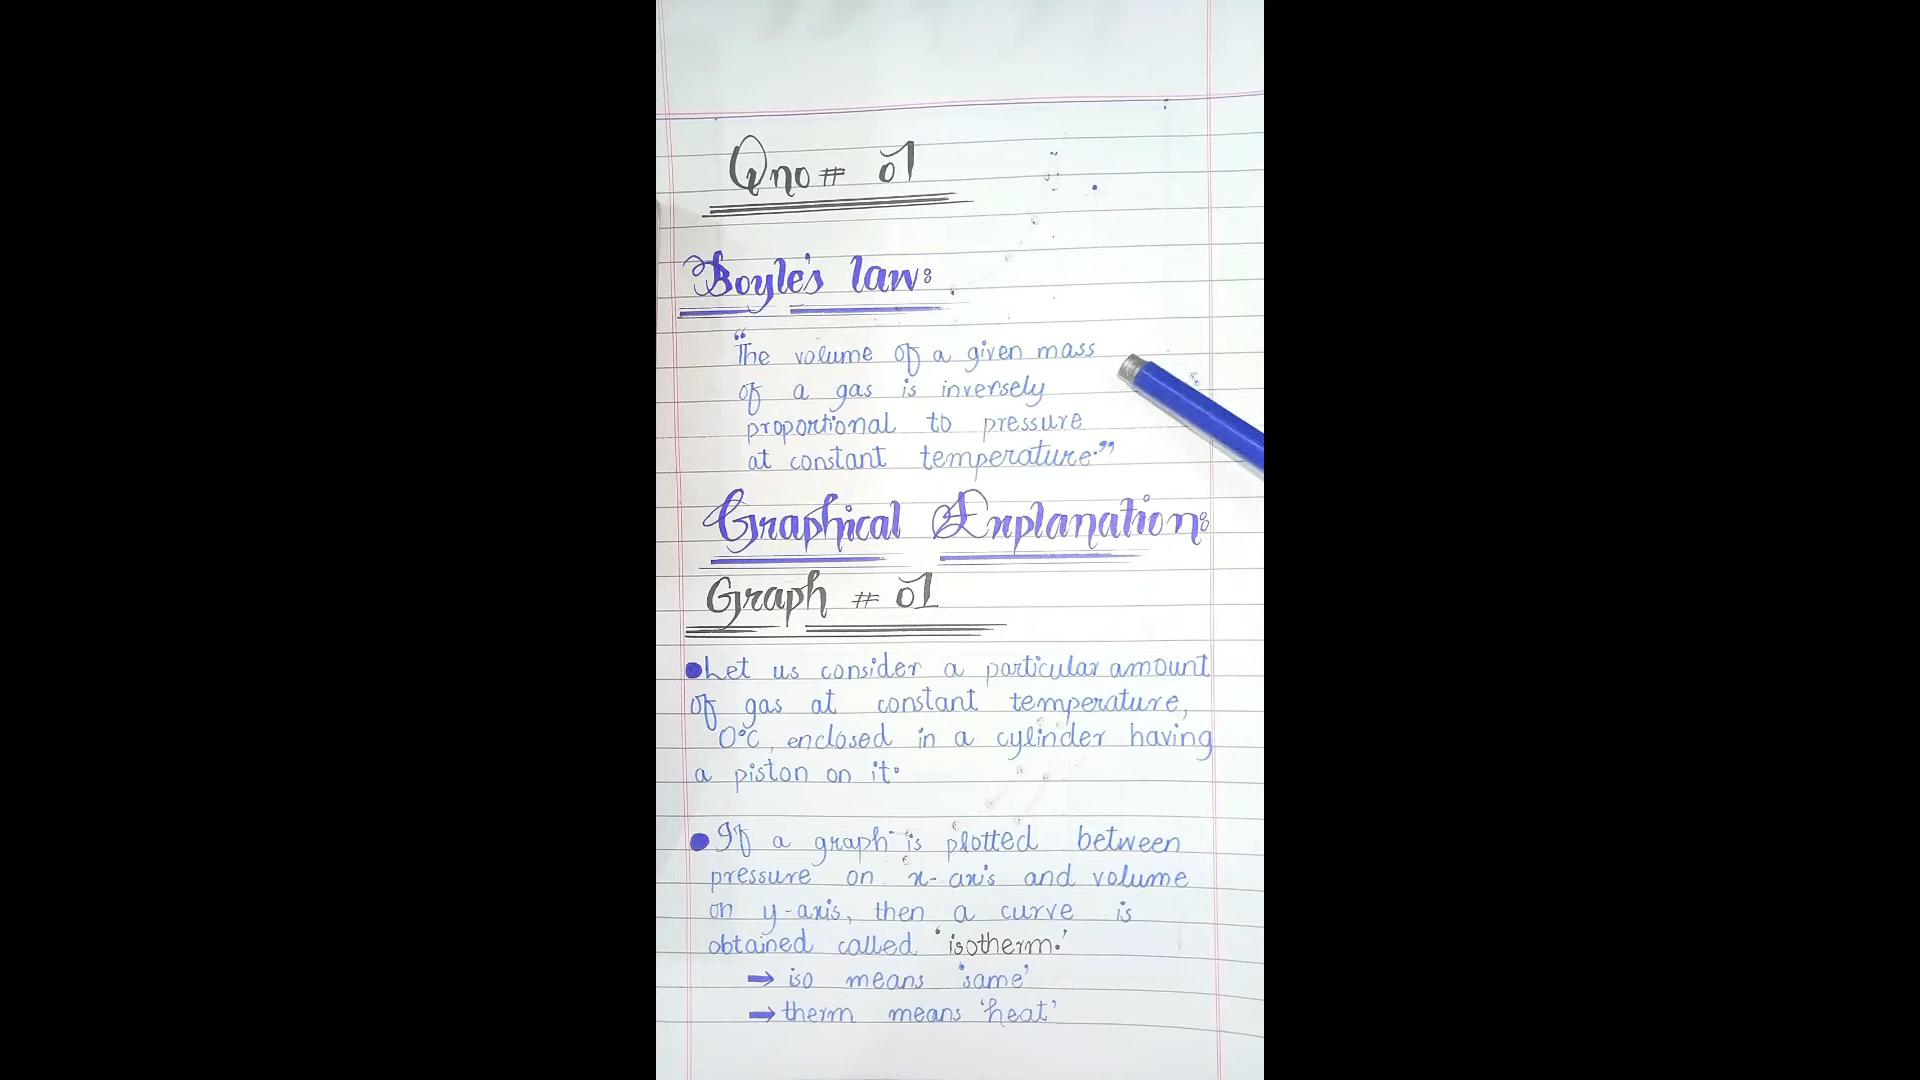 Qno# 01
Boyle's law:
"The volume of a given mass
of a gas is inversely
proportional to pressure
at constant temperature."
Graphical Explanation:
Graph # 01
•Let us consider a particular amount
of gas at constant temperature,
0°C, enclosed in a cylinder having
a piston on it.
• If a graph is plotted between
pressure on x-axis and volume
on y-axis, then a curve is
obtained called 'isotherm.'
→ iso means 'same'
→ therm means 'heat'